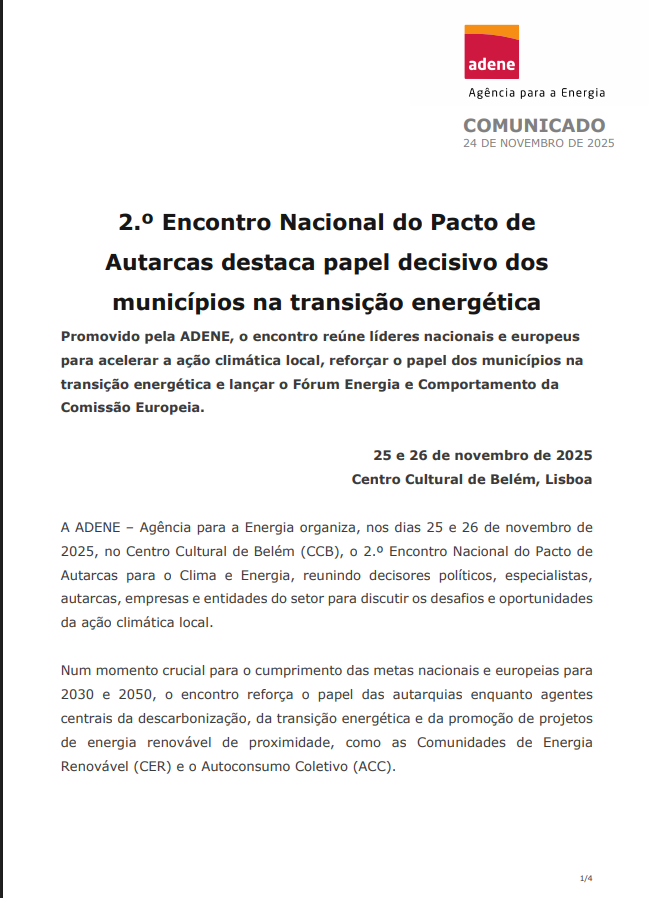 adene
Agência para a Energia
COMUNICADO
24 DE NOVEMBRO DE 2025
2.º Encontro Nacional do Pacto de
Autarcas destaca papel decisivo dos
municípios na transição energética
Promovido pela ADENE, o encontro reúne líderes nacionais e europeus
para acelerar a ação climática local, reforçar o papel dos municípios na
transição energética e lançar o Fórum Energia e Comportamento da
Comissão Europeia.
25 e 26 de novembro de 2025
Centro Cultural de Belém, Lisboa
A ADENE – Agência para a Energia organiza, nos dias 25 e 26 de novembro de
2025, no Centro Cultural de Belém (CCB), o 2.º Encontro Nacional do Pacto de
Autarcas para o Clima e Energia, reunindo decisores políticos, especialistas,
autarcas, empresas e entidades do setor para discutir os desafios e oportunidades
da ação climática local.
Num momento crucial para o cumprimento das metas nacionais e europeias para
2030 e 2050, o encontro reforça o papel das autarquias enquanto agentes
centrais da descarbonização, da transição energética e da promoção de projetos
de energia renovável de proximidade, como as Comunidades de Energia
Renovável (CER) e o Autoconsumo Coletivo (ACC).
1/4